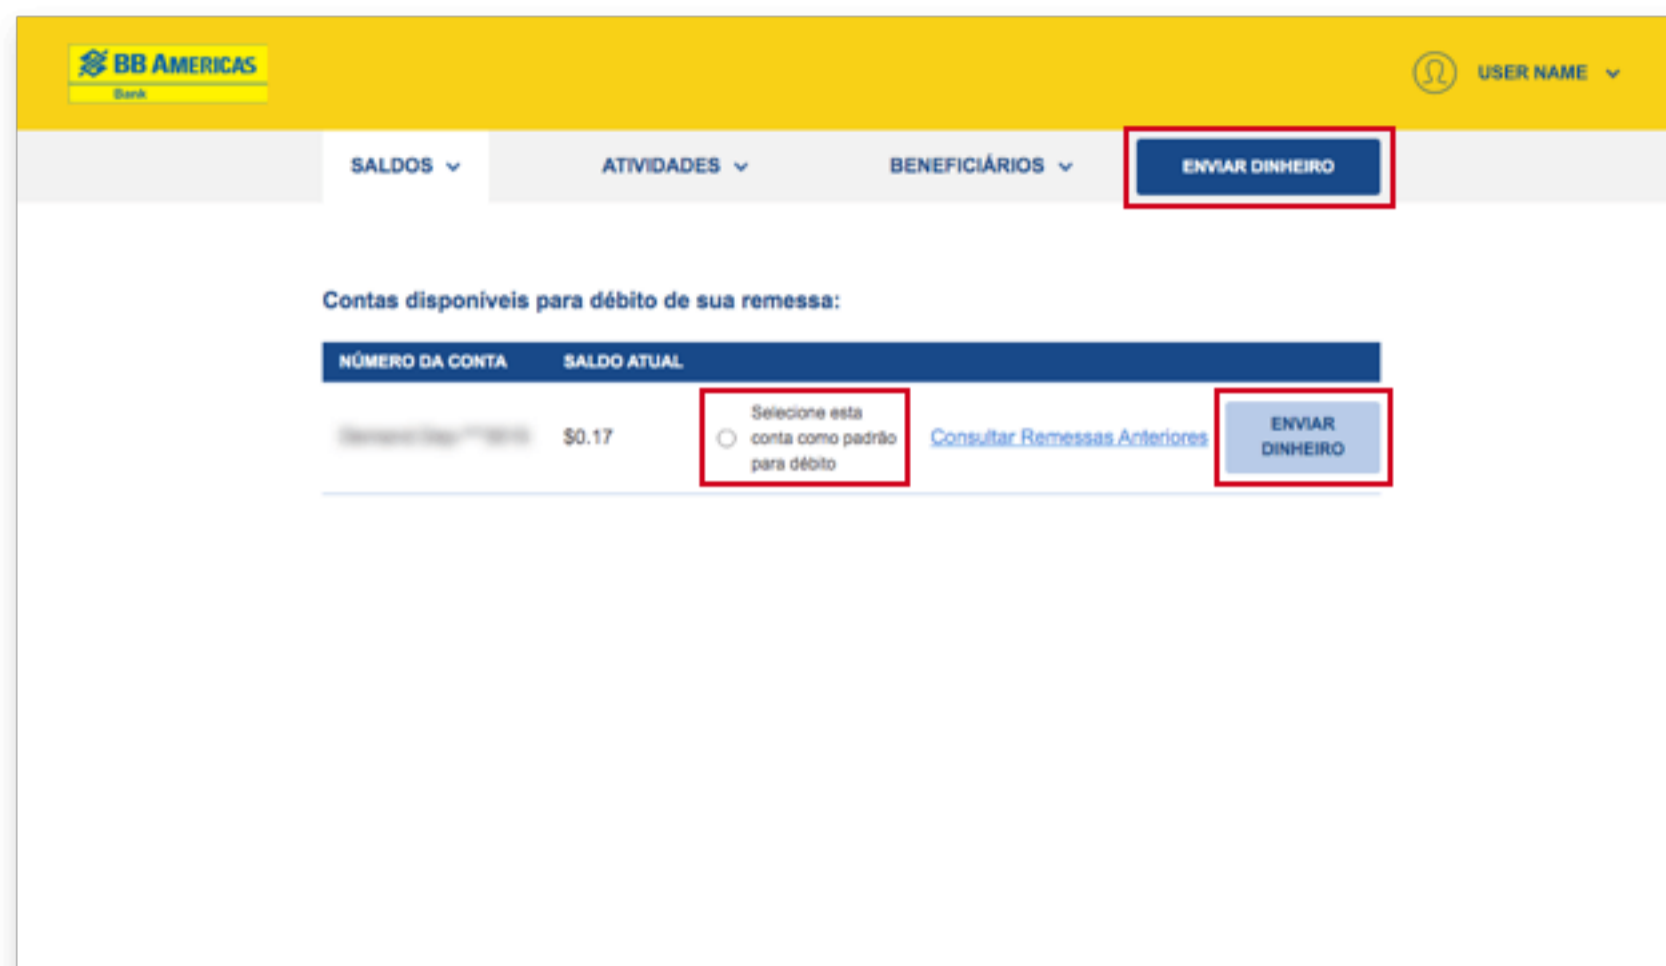 BB AMERICAS
Bank
USER NAME
SALDOS
ATIVIDADES
BENEFICIÁRIOS
ENVIAR DINHEIRO
Contas disponíveis para débito de sua remessa:
NÚMERO DA CONTA
SALDO ATUAL
$0.17
Selecione esta
conta como padrão
para débito
Consultar Remessas Anteriores
ENVIAR
DINHEIRO